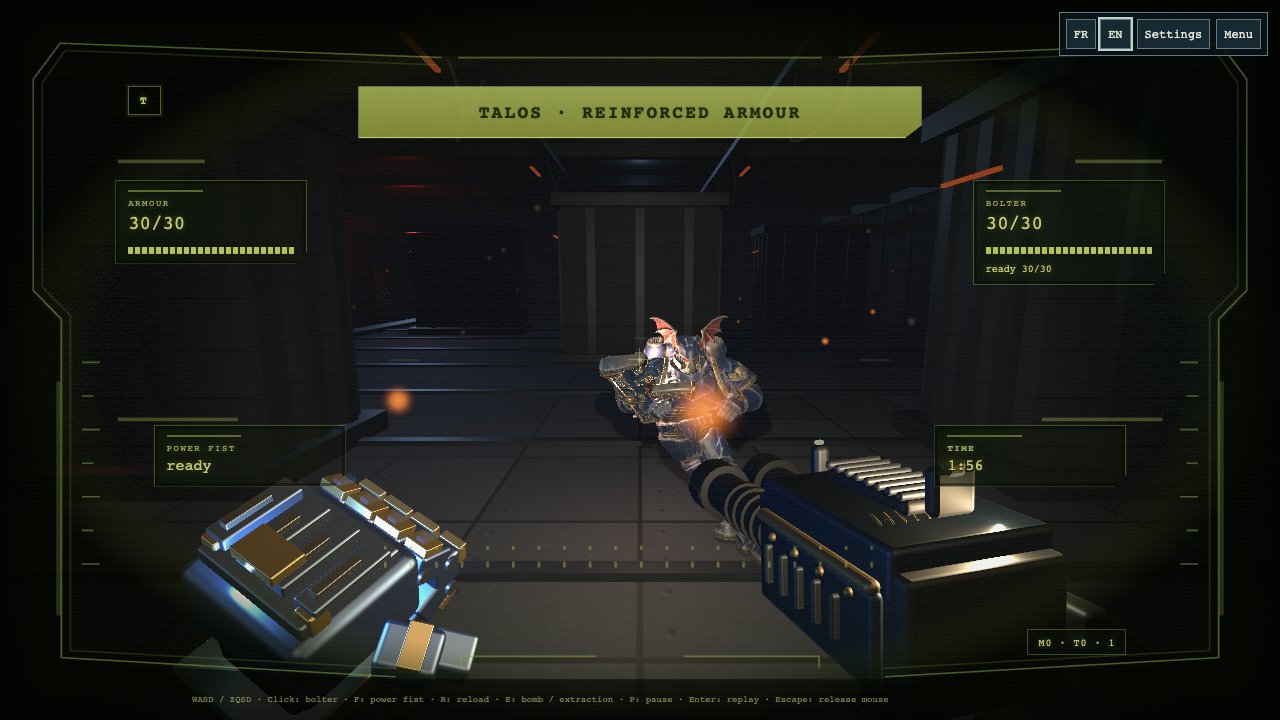 FR EN Settings Menu
T
TALOS · REINFORCED ARMOUR
ARMOUR
30/30
BOLTER
30/30
ready 30/30
POWER FIST
ready
TIME
1:56
M0 · T0 · 1
WASD / ZQSD · Click: bolter · F: power fist · R: reload · E: bomb / extraction · P: pause · Enter: replay · Escape: release mouse